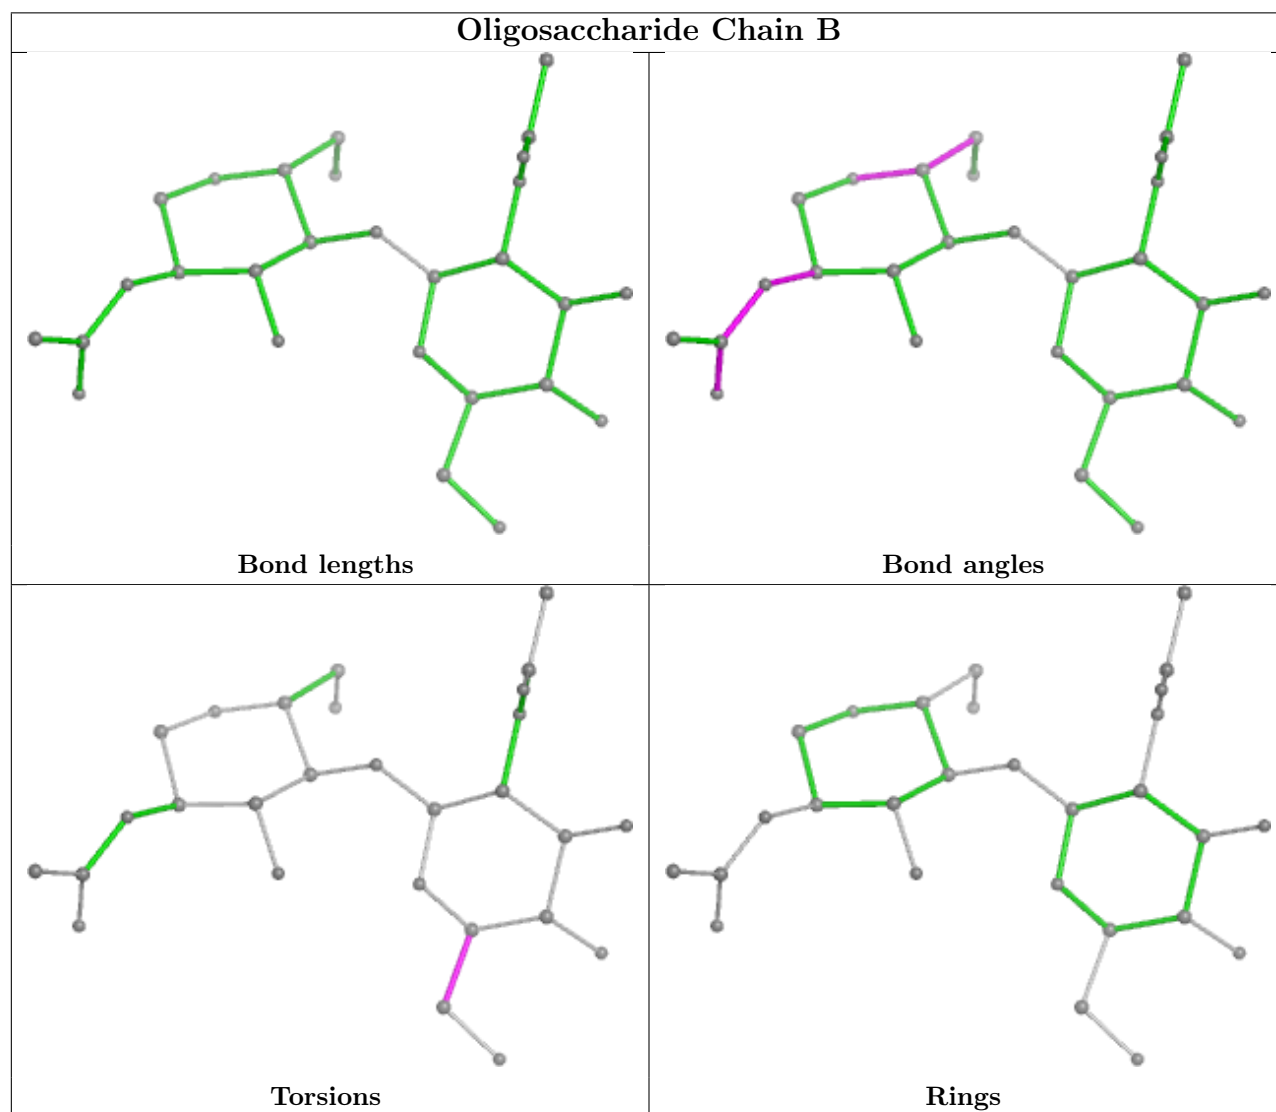 Oligosaccharide Chain B
Bond lengths
Bond angles
Torsions
Rings